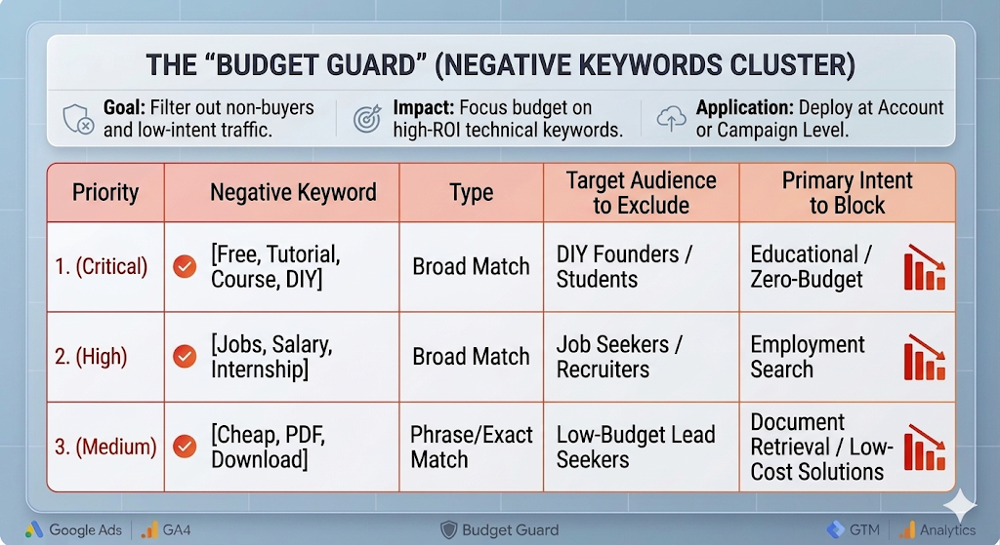 THE “BUDGET GUARD” (NEGATIVE KEYWORDS CLUSTER)
Goal: Filter out non-buyers
and low-intent traffic.
Impact: Focus budget on
high-ROI technical keywords.
Application: Deploy at Account
or Campaign Level.
Priority
Negative Keyword
Type
Target Audience
to Exclude
Primary Intent
to Block
1. (Critical)
[Free, Tutorial,
Course, DIY]
Broad Match
DIY Founders /
Students
Educational /
Zero-Budget
2. (High)
[Jobs, Salary,
Internship]
Broad Match
Job Seekers /
Recruiters
Employment
Search
3. (Medium)
[Cheap, PDF,
Download]
Phrase/Exact
Match
Low-Budget Lead
Seekers
Document
Retrieval / Low-
Cost Solutions
Google Ads
GA4
Budget Guard
GTM
Analytics